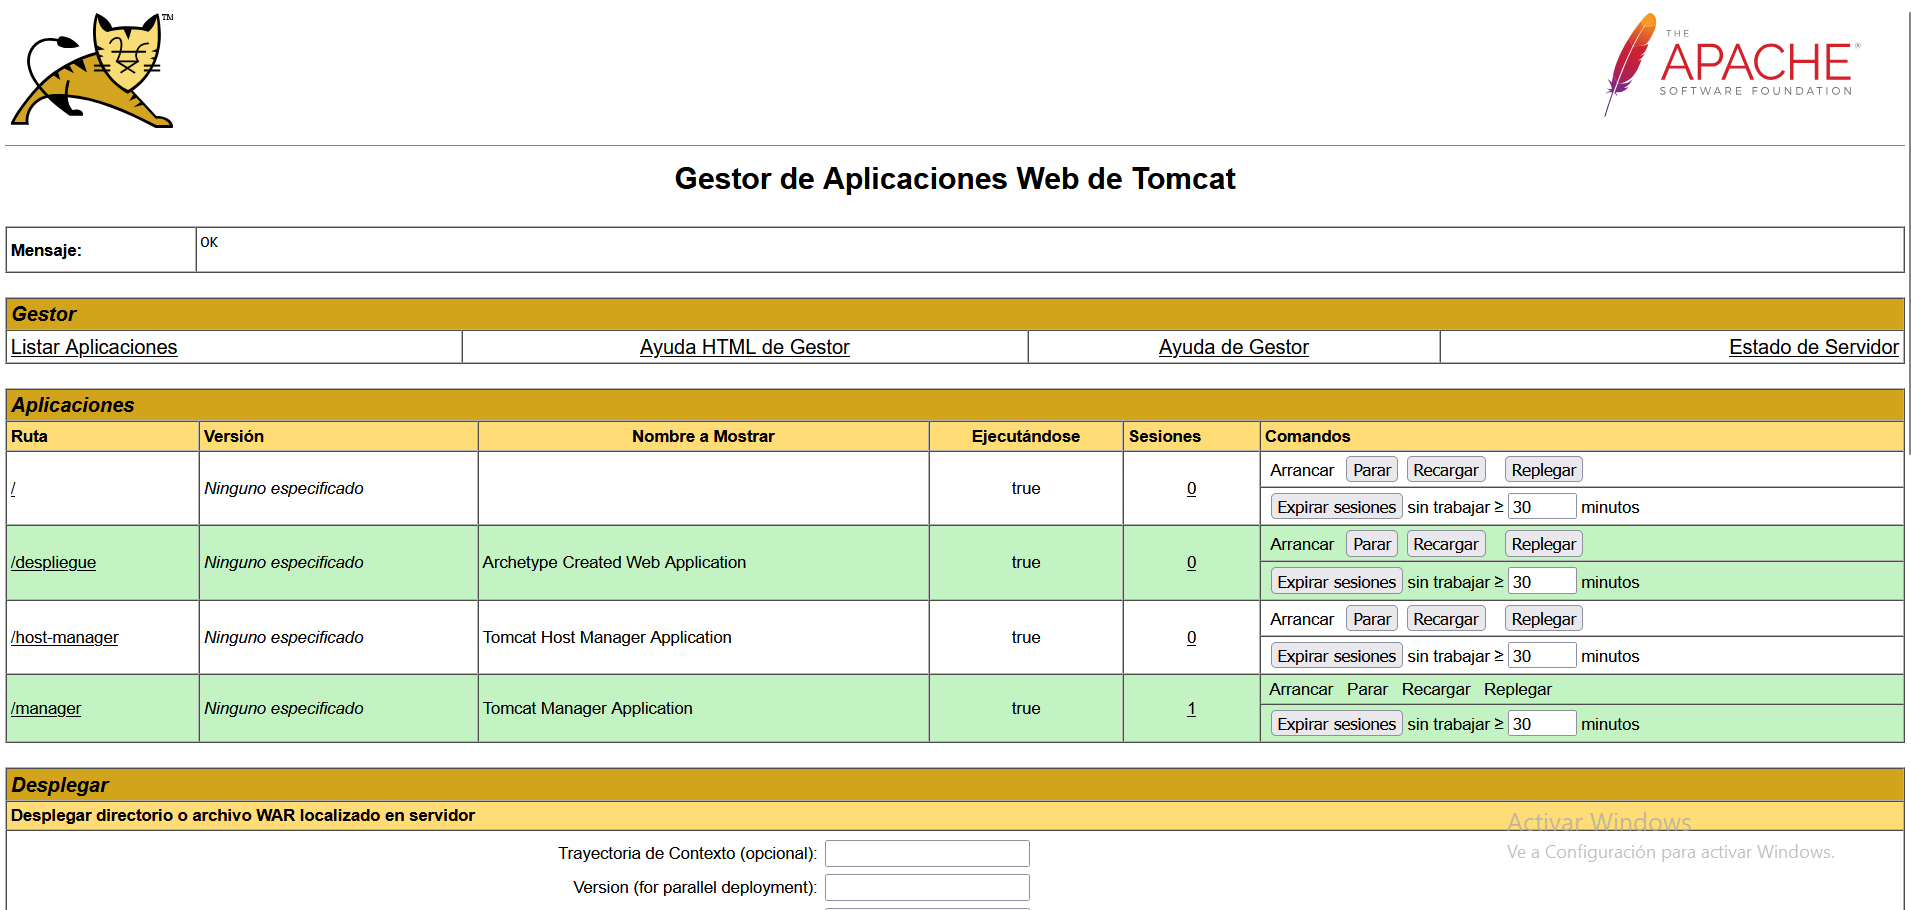 TM
THE
APACHE®
SOFTWARE FOUNDATION
Gestor de Aplicaciones Web de Tomcat
Mensaje: OK
Gestor
Listar Aplicaciones Ayuda HTML de Gestor Ayuda de Gestor Estado de Servidor
Aplicaciones
Ruta Versión Nombre a Mostrar Ejecutándose Sesiones Comandos
/ Ninguno especificado true 0 Arrancar Parar Recargar Replegar
Expirar sesiones sin trabajar ≥ 30 minutos
/despliegue Ninguno especificado Archetype Created Web Application true 0 Arrancar Parar Recargar Replegar
Expirar sesiones sin trabajar ≥ 30 minutos
/host-manager Ninguno especificado Tomcat Host Manager Application true 0 Arrancar Parar Recargar Replegar
Expirar sesiones sin trabajar ≥ 30 minutos
/manager Ninguno especificado Tomcat Manager Application true 1 Arrancar Parar Recargar Replegar
Expirar sesiones sin trabajar ≥ 30 minutos
Desplegar
Desplegar directorio o archivo WAR localizado en servidor
Trayectoria de Contexto (opcional):
Version (for parallel deployment):
Activar Windows
Ve a Configuración para activar Windows.